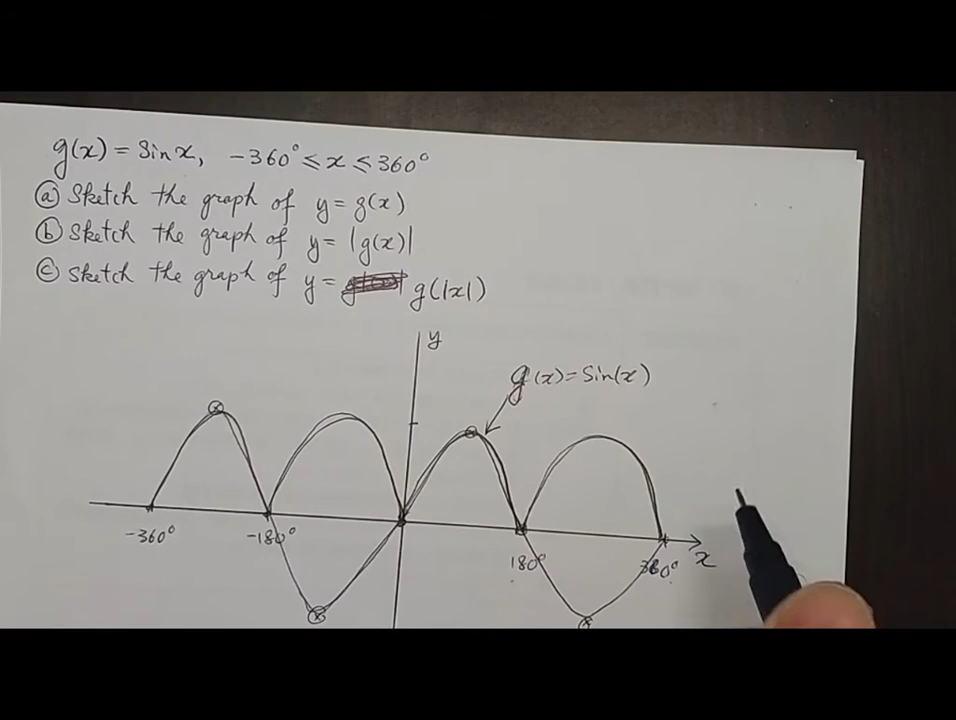 g(x) = Sin x, -360° ≤ x ≤ 360°
ⓐ Sketch the graph of y = g(x)
ⓑ Sketch the graph of y = |g(x)|
ⓒ Sketch the graph of y = g(|x|)
y
g(x) = Sin(x)
-360° -180° 180° 360° x